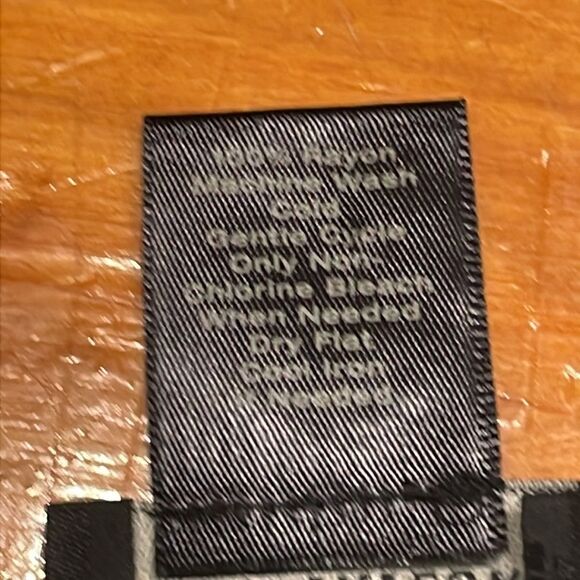 100% Rayon
Machine Wash
Cold
Gentle Cycle
Only Non-
Chlorine Bleach
When Needed
Dry Flat
Cool Iron
If Needed